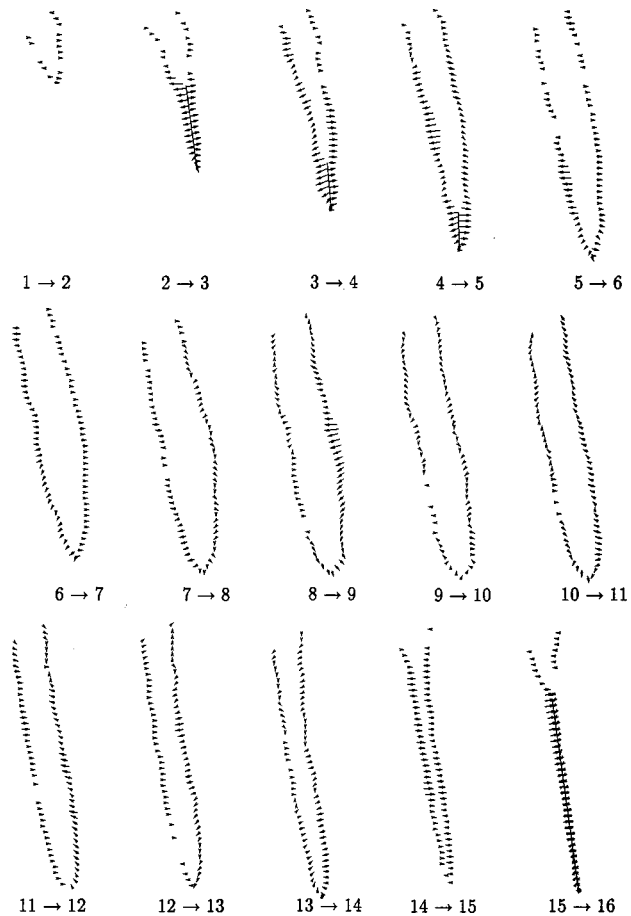 1 → 2 2 → 3 3 → 4 4 → 5 5 → 6
6 → 7 7 → 8 8 → 9 9 → 10 10 → 11
11 → 12 12 → 13 13 → 14 14 → 15 15 → 16